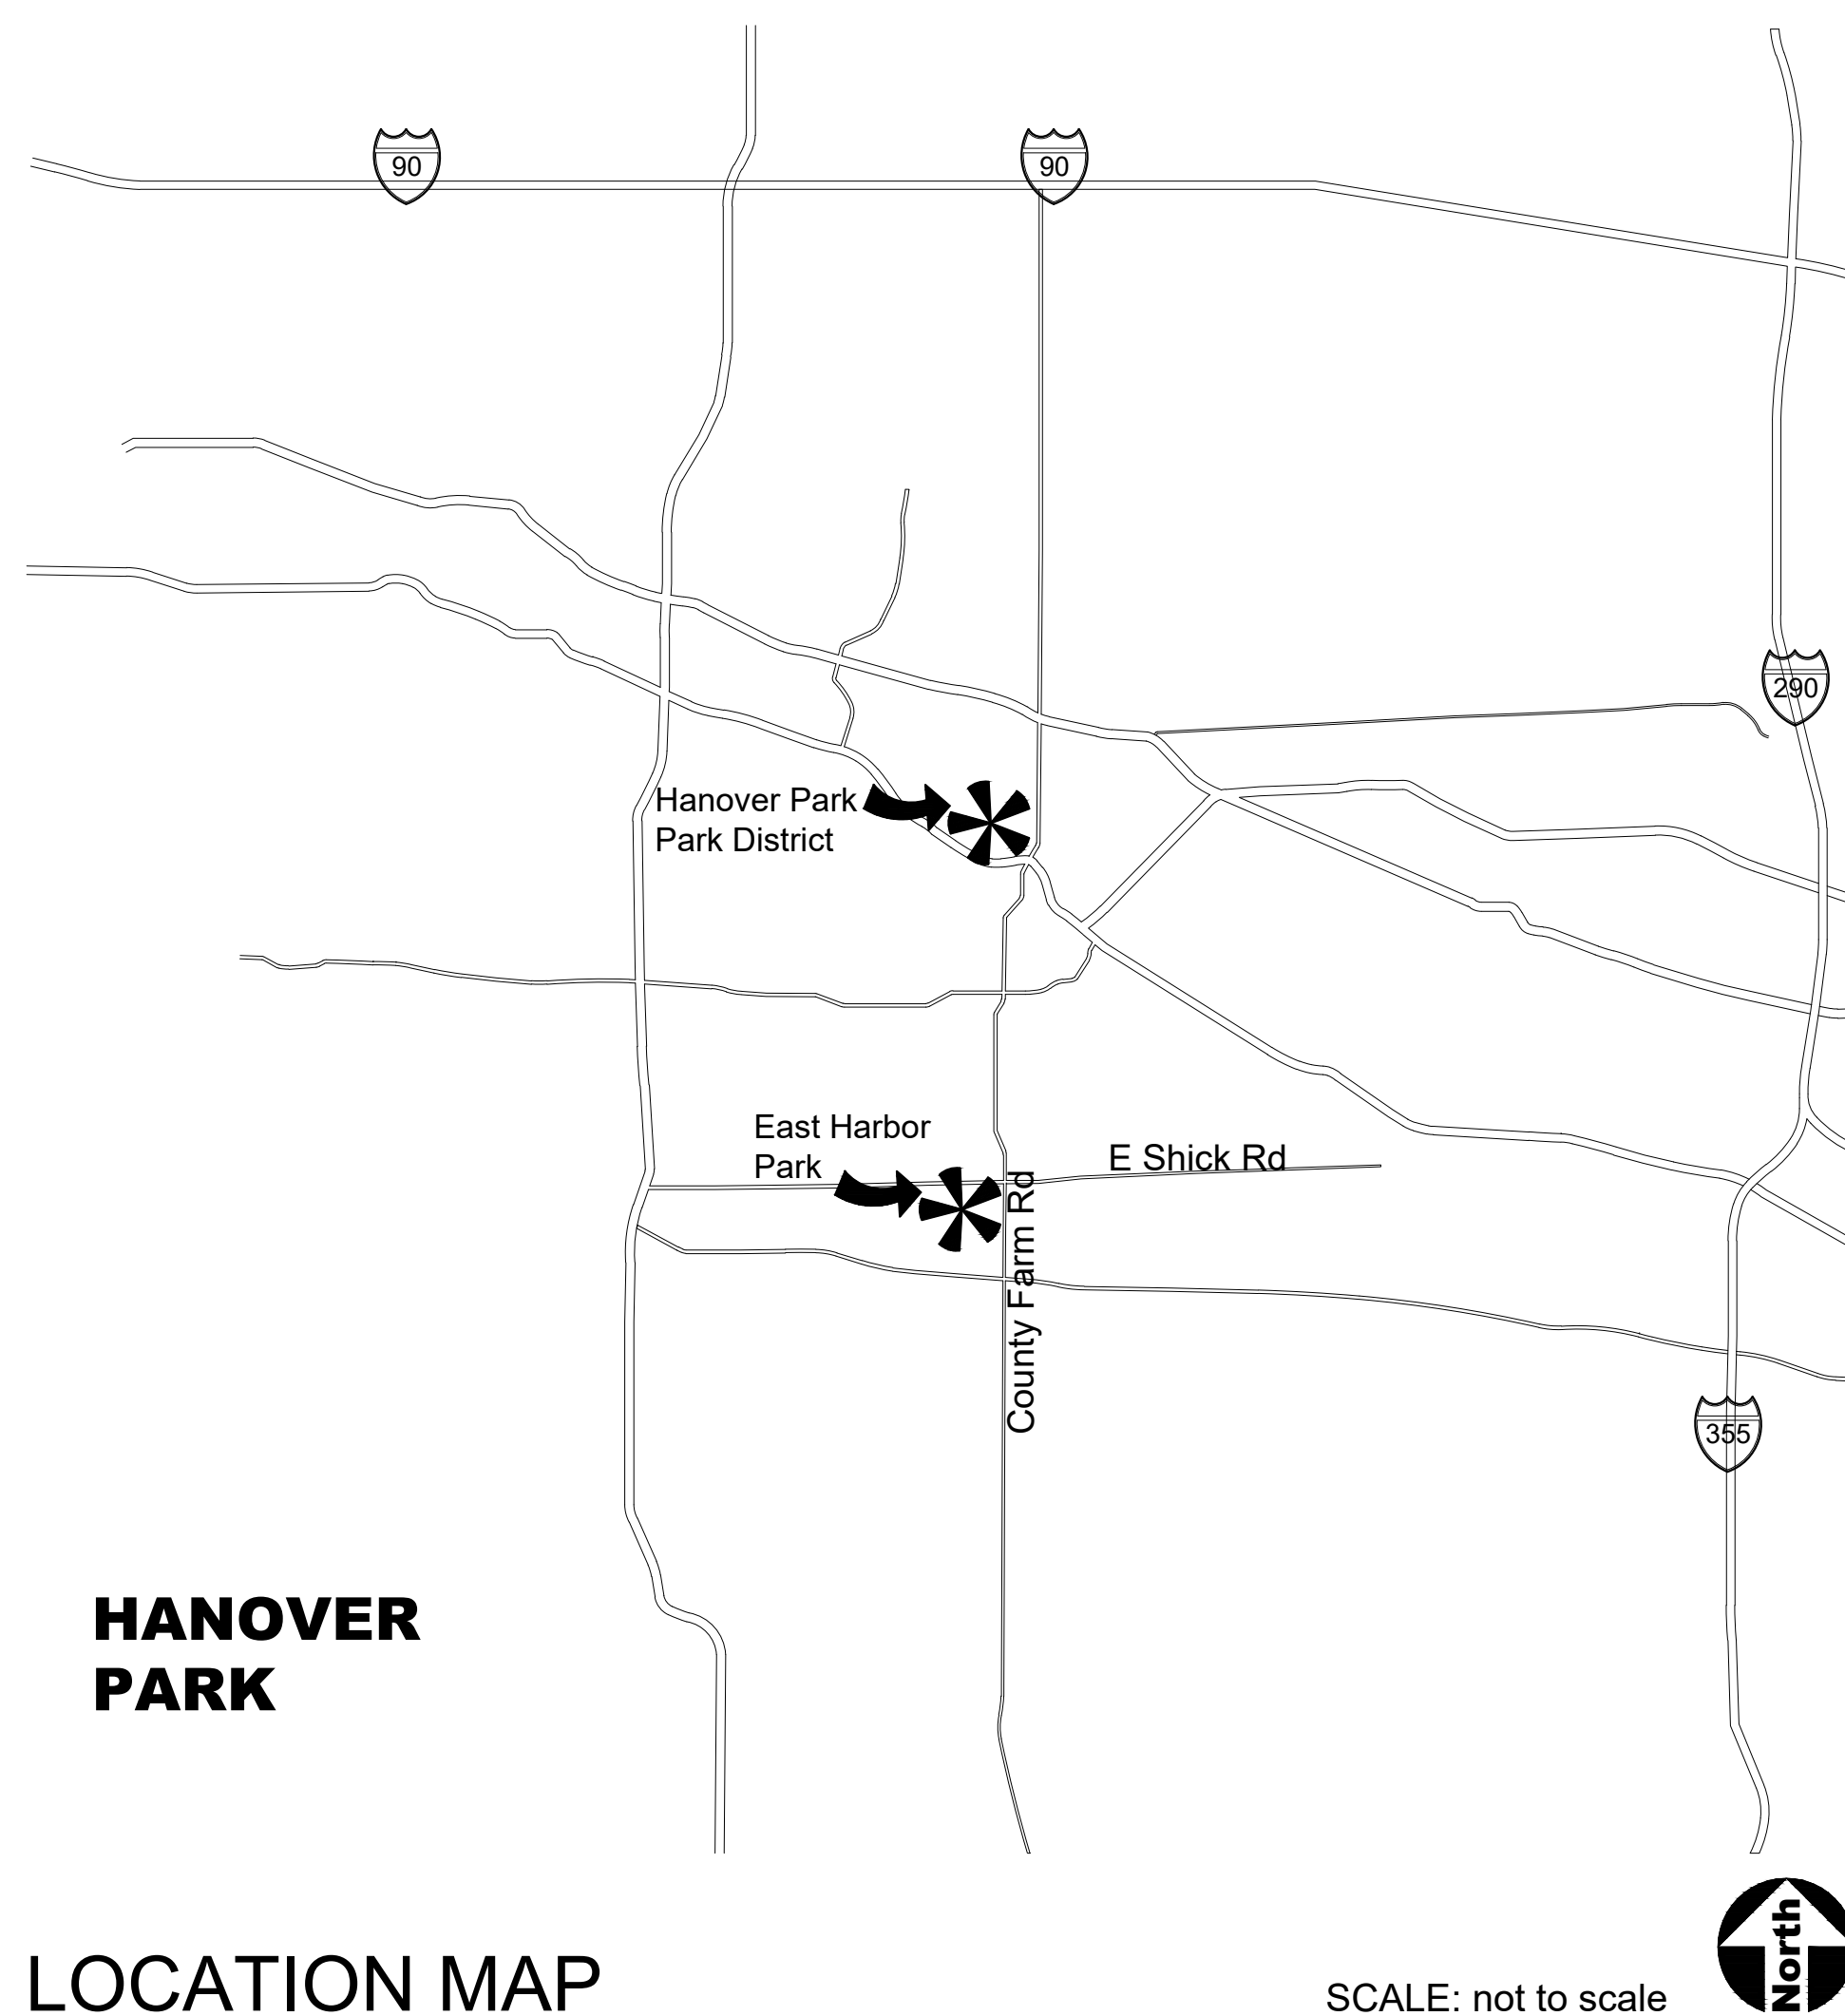 90
90
290
Hanover Park
Park District
East Harbor
Park
E Shick Rd
County Farm Rd
355
HANOVER
PARK
LOCATION MAP
SCALE: not to scale
North